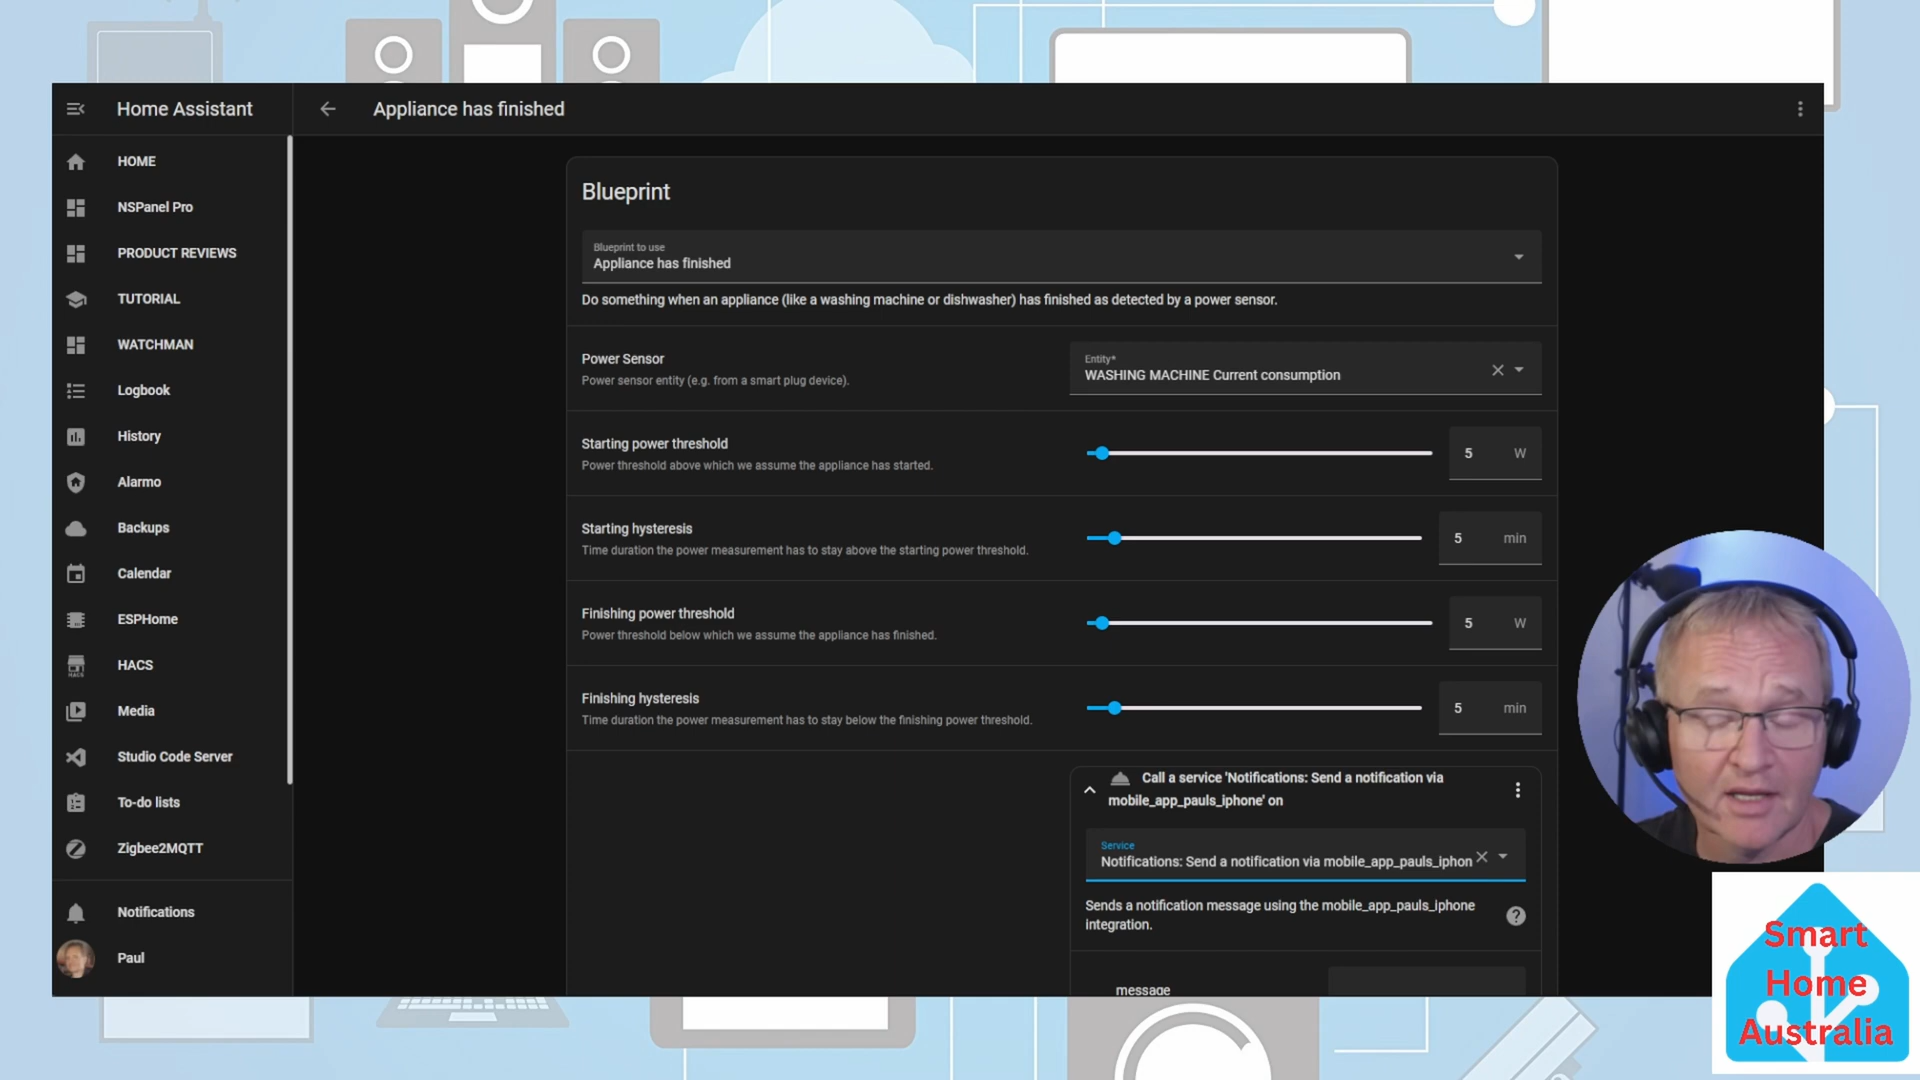 Home Assistant
Appliance has finished
HOME
NSPanel Pro
PRODUCT REVIEWS
TUTORIAL
WATCHMAN
Logbook
History
Alarmo
Backups
Calendar
ESPHome
HACS
HACS
Media
Studio Code Server
To-do lists
Zigbee2MQTT
Notifications
Paul
Blueprint
Blueprint to use
Appliance has finished
Do something when an appliance (like a washing machine or dishwasher) has finished as detected by a power sensor.
Power Sensor
Power sensor entity (e.g. from a smart plug device).
Entity*
WASHING MACHINE Current consumption
Starting power threshold
Power threshold above which we assume the appliance has started.
5 W
Starting hysteresis
Time duration the power measurement has to stay above the starting power threshold.
5 min
Finishing power threshold
Power threshold below which we assume the appliance has finished.
5 W
Finishing hysteresis
Time duration the power measurement has to stay below the finishing power threshold.
5 min
Call a service 'Notifications: Send a notification via
mobile_app_pauls_iphone' on
Service
Notifications: Send a notification via mobile_app_pauls_iphon
Sends a notification message using the mobile_app_pauls_iphone
integration.
message
Smart
Home
Australia